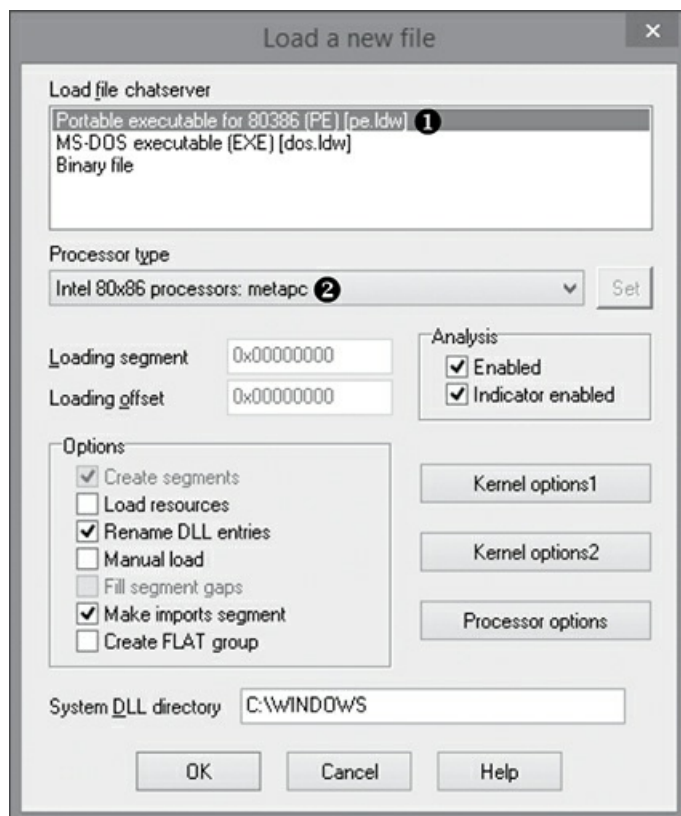 Load a new file
Load file chatserver
Portable executable for 80386 (PE) [pe.ldw] ❶
MS-DOS executable (EXE) [dos.ldw]
Binary file
Processor type
Intel 80x86 processors: metapc ❷
Set
Loading segment 0x00000000
Loading offset 0x00000000
Analysis
Enabled
Indicator enabled
Options
Create segments
Load resources
Rename DLL entries
Manual load
Fill segment gaps
Make imports segment
Create FLAT group
Kernel options1
Kernel options2
Processor options
System DLL directory C:\WINDOWS
OK Cancel Help